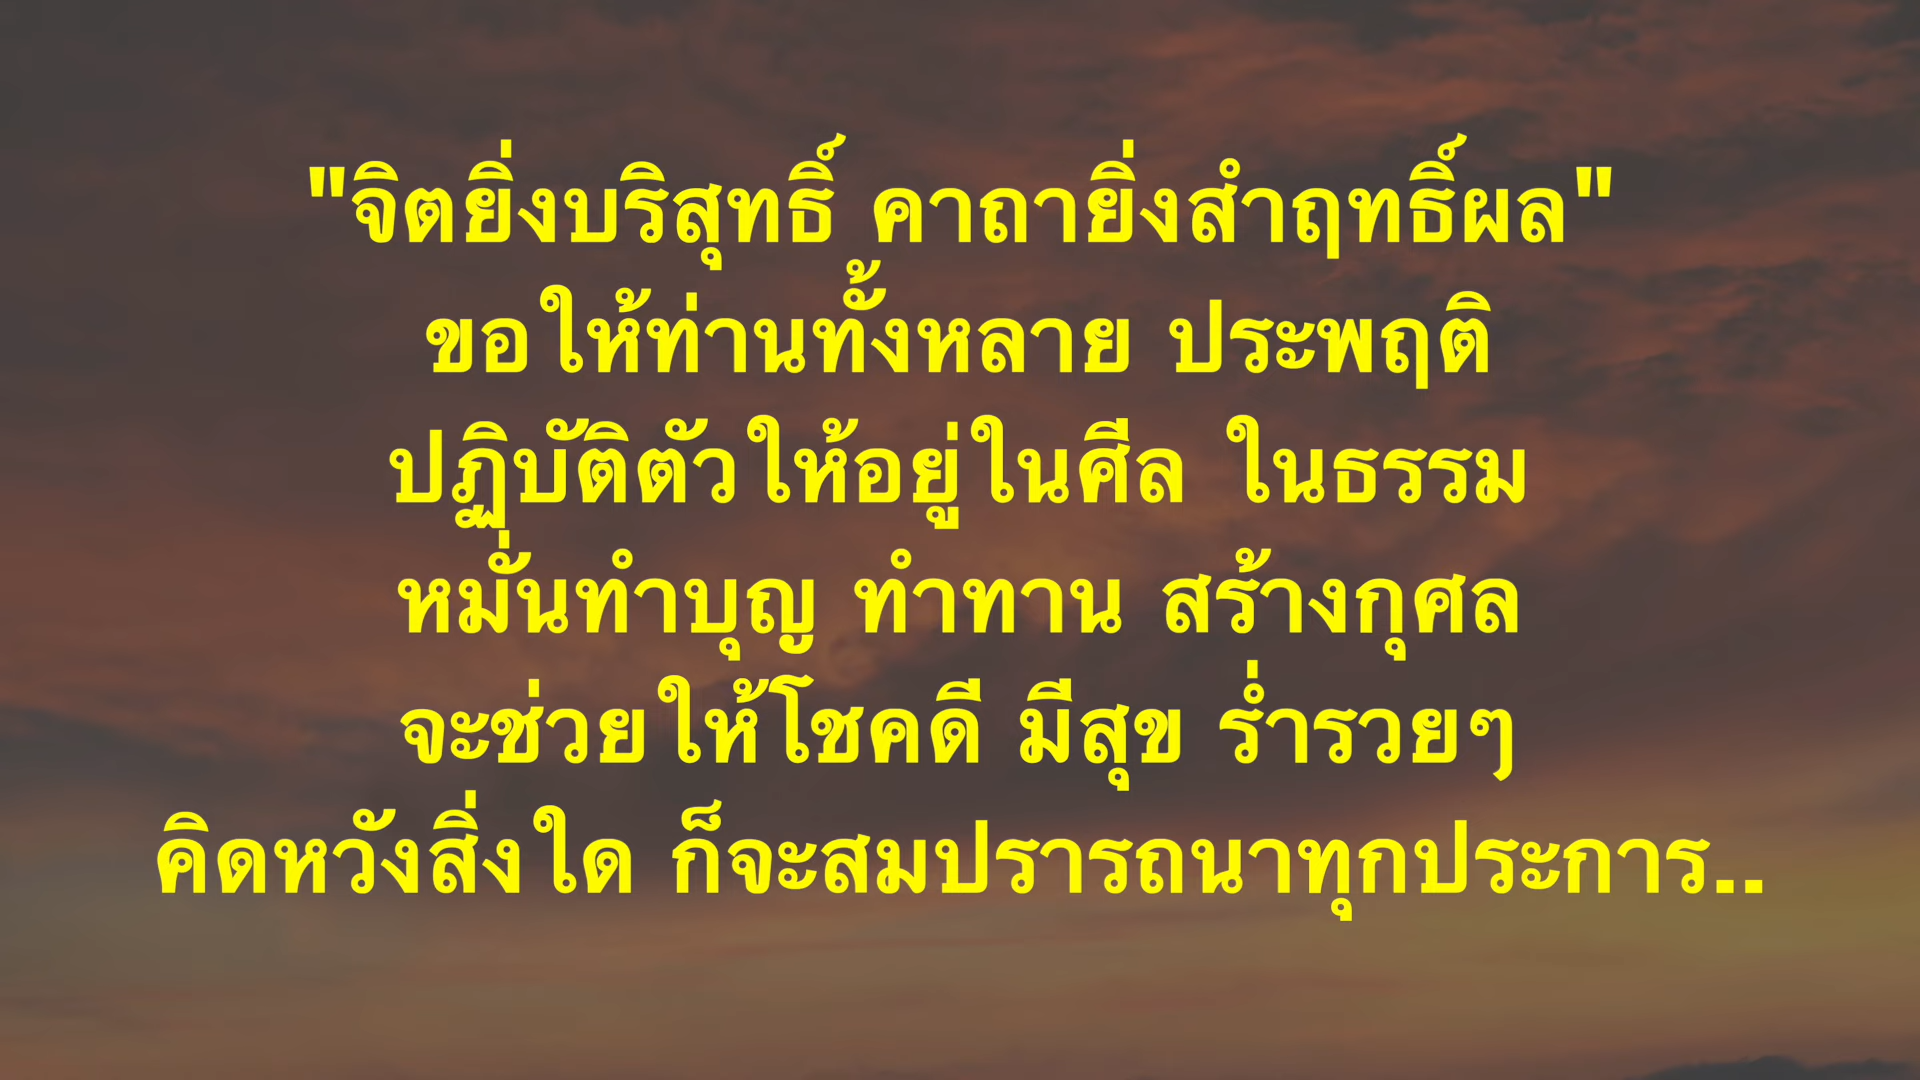 "จิตยิ่งบริสุทธิ์ คาถายิ่งสำฤทธิ์ผล"
ขอให้ท่านทั้งหลาย ประพฤติ
ปฏิบัติตัวให้อยู่ในศีล ในธรรม
หมั่นทำบุญ ทำทาน สร้างกุศล
จะช่วยให้โชคดี มีสุข ร่ำรวยๆ
คิดหวังสิ่งใด ก็จะสมปรารถนาทุกประการ..